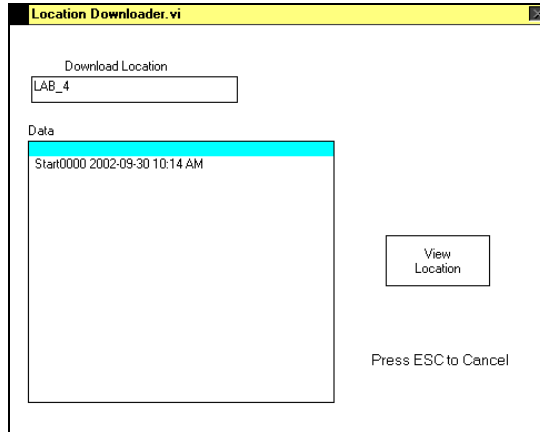 Location Downloader.vi
Download Location
LAB_4
Data
Start0000 2002-09-30 10:14 AM
View
Location
Press ESC to Cancel